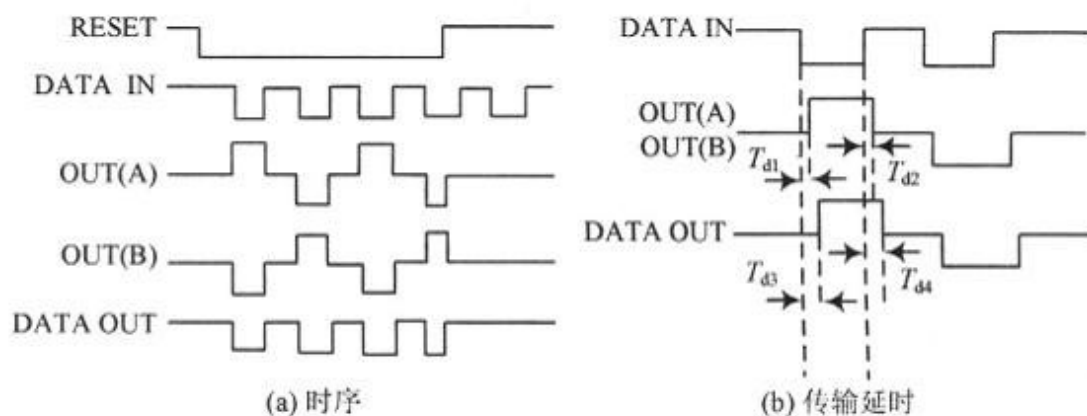 RESET
DATA IN
OUT(A)
OUT(B)
DATA OUT
(a) 时序
DATA IN
OUT(A)
OUT(B)
Td1
Td2
DATA OUT
Td3
Td4
(b) 传输延时